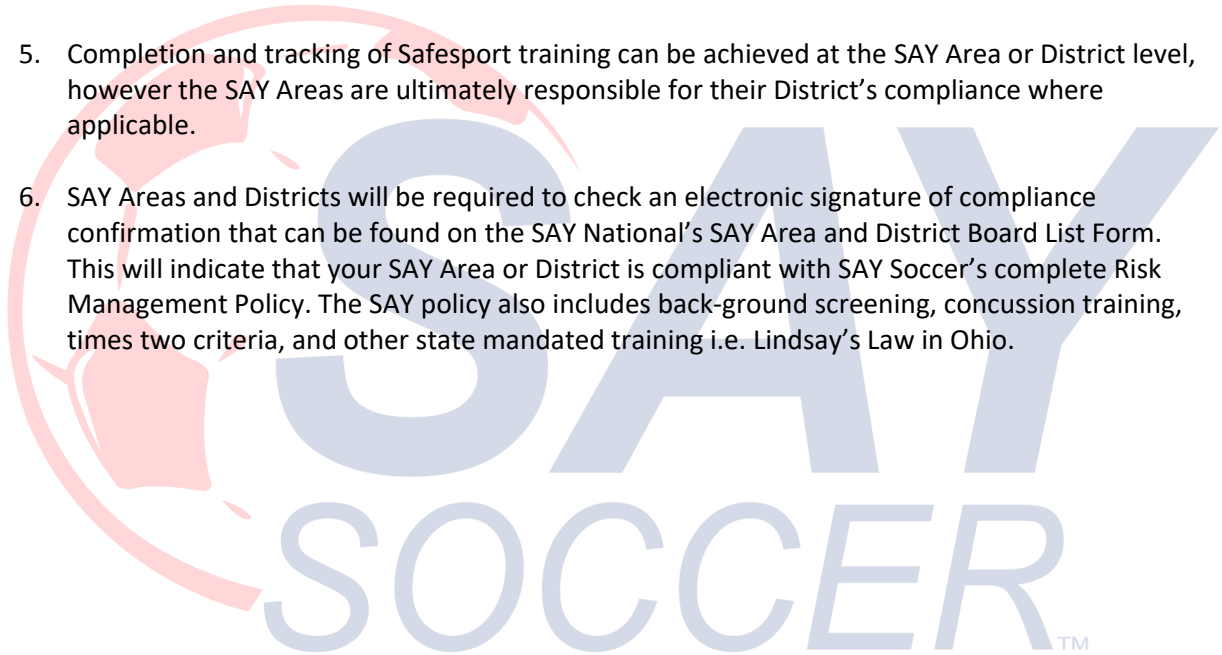 5. Completion and tracking of Safesport training can be achieved at the SAY Area or District level,
however the SAY Areas are ultimately responsible for their District's compliance where
applicable.
6. SAY Areas and Districts will be required to check an electronic signature of compliance
confirmation that can be found on the SAY National's SAY Area and District Board List Form.
This will indicate that your SAY Area or District is compliant with SAY Soccer's complete Risk
Management Policy. The SAY policy also includes back-ground screening, concussion training,
times two criteria, and other state mandated training i.e. Lindsay's Law in Ohio.
SAY
SOCCER
TM